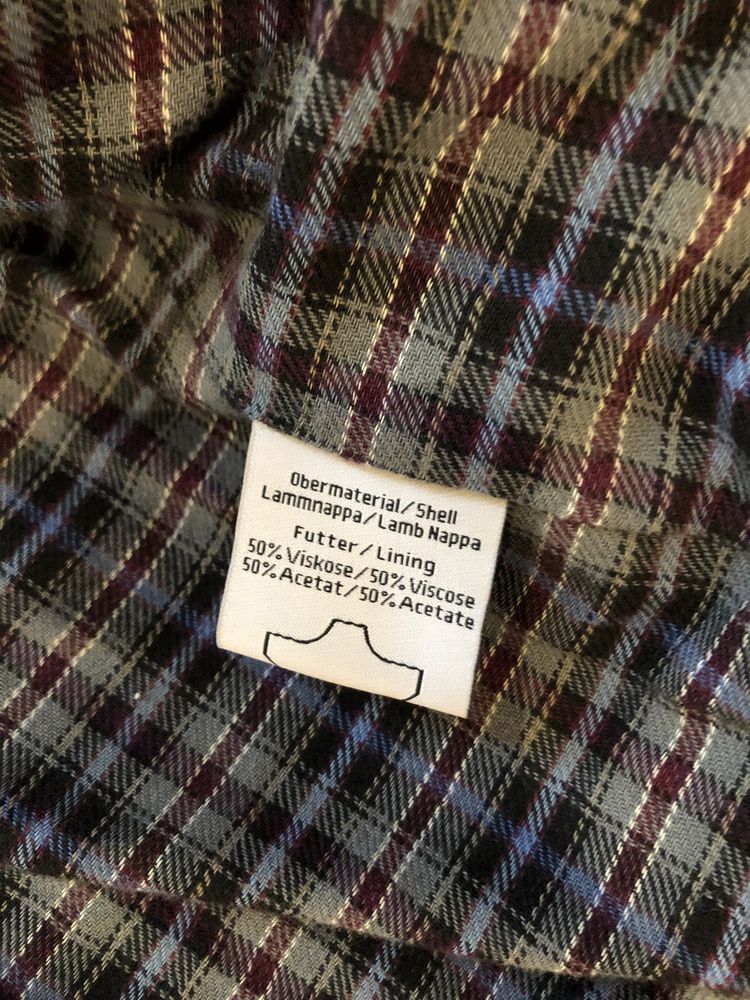 Obermaterial/Shell
Lammnappa/Lamb Nappa
Futter/Lining
50% Viskose/50% Viscose
50% Acetat/50% Acetate